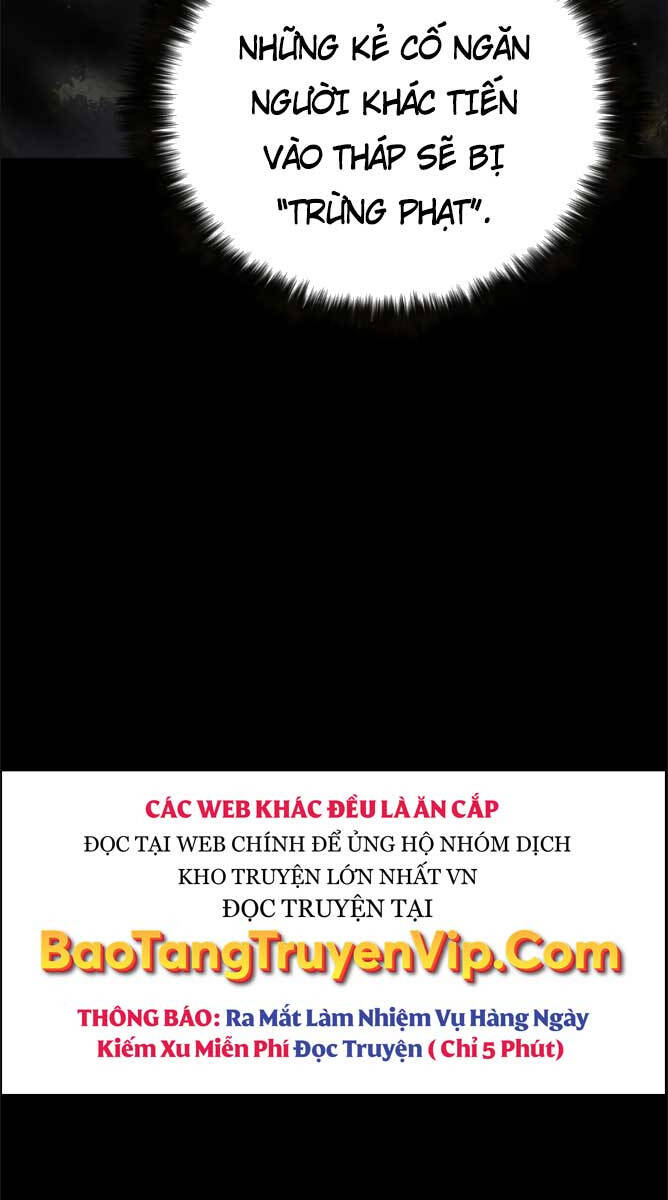 NHỮNG KẺ CỐ NGĂN
NGƯỜI KHÁC TIẾN
VÀO THÁP SẼ BỊ
"TRỪNG PHẠT".
CÁC WEB KHÁC ĐỀU LÀ ĂN CẮP
ĐỌC TẠI WEB CHÍNH ĐỂ ỦNG HỘ NHÓM DỊCH
KHO TRUYỆN LỚN NHẤT VN
ĐỌC TRUYỆN TẠI
BaoTangTruyenVip.Com
THÔNG BÁO: Ra Mắt Làm Nhiệm Vụ Hàng Ngày
Kiếm Xu Miễn Phí Đọc Truyện ( Chỉ 5 Phút)